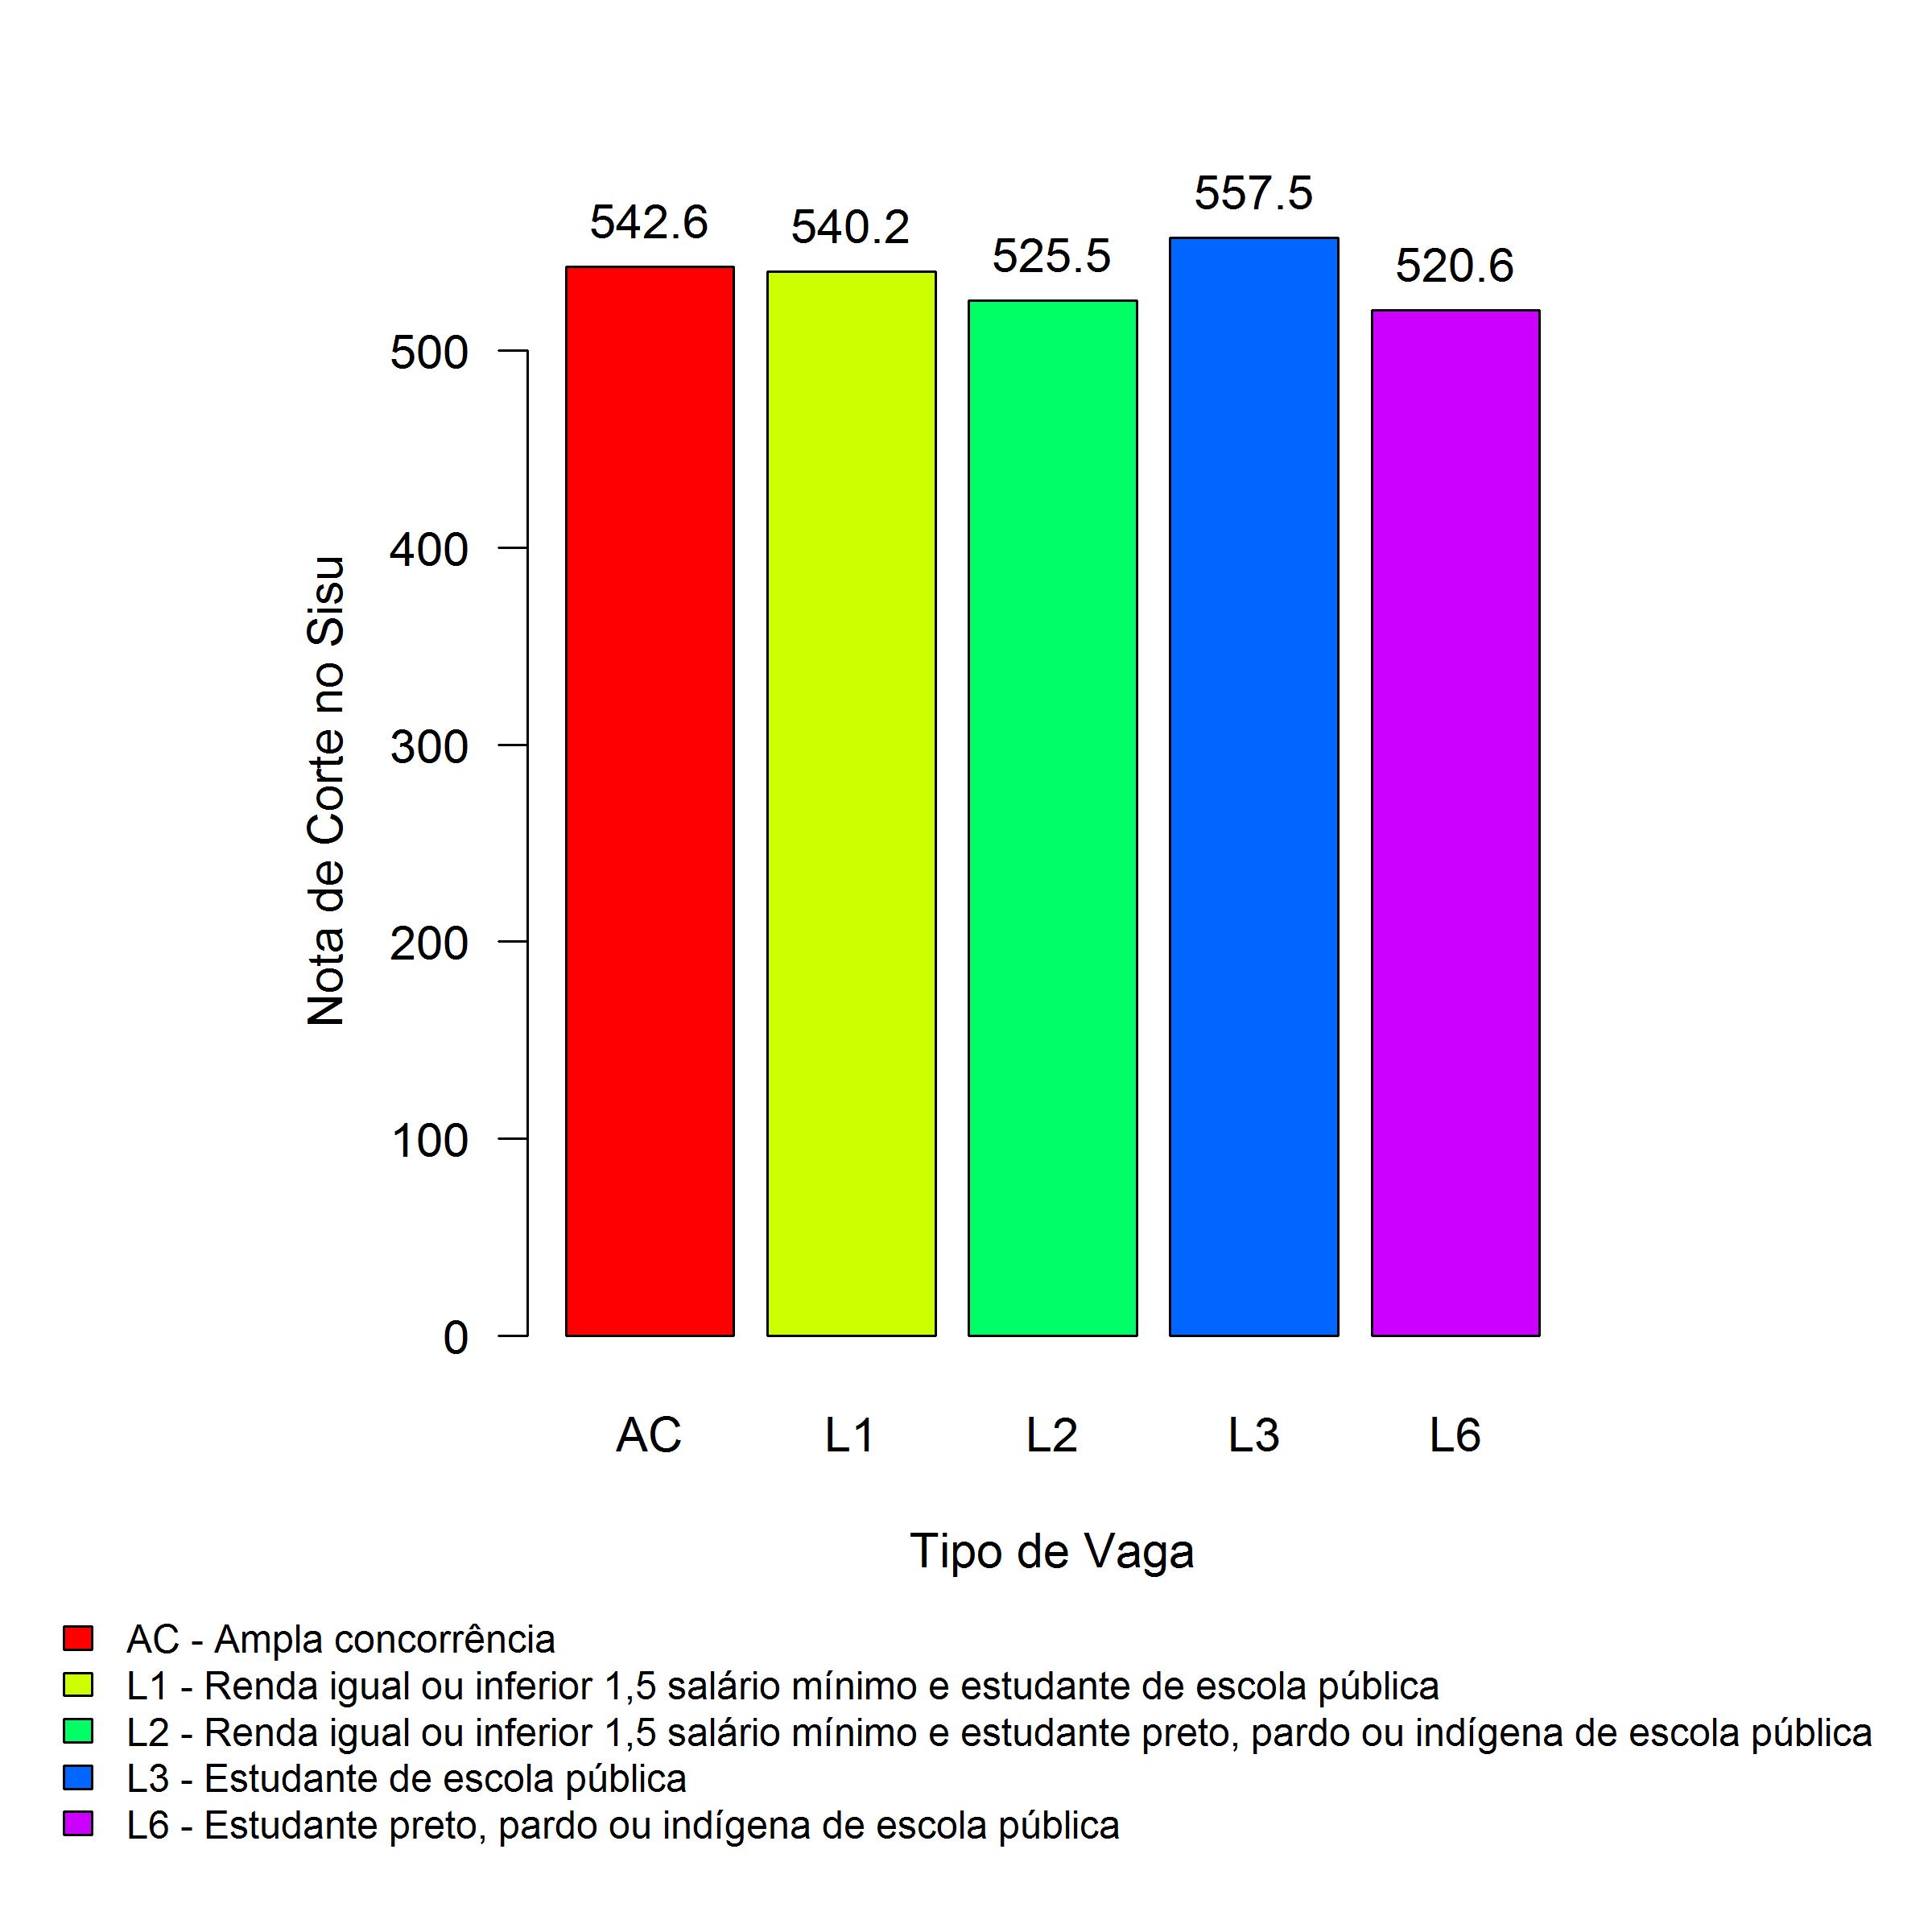 557.5
542.6
540.2
525.5
520.6
500
400
300
200
100
0
Nota de Corte no Sisu
AC L1 L2 L3 L6
Tipo de Vaga
AC - Ampla concorrência
L1 - Renda igual ou inferior 1,5 salário mínimo e estudante de escola pública
L2 - Renda igual ou inferior 1,5 salário mínimo e estudante preto, pardo ou indígena de escola pública
L3 - Estudante de escola pública
L6 - Estudante preto, pardo ou indígena de escola pública